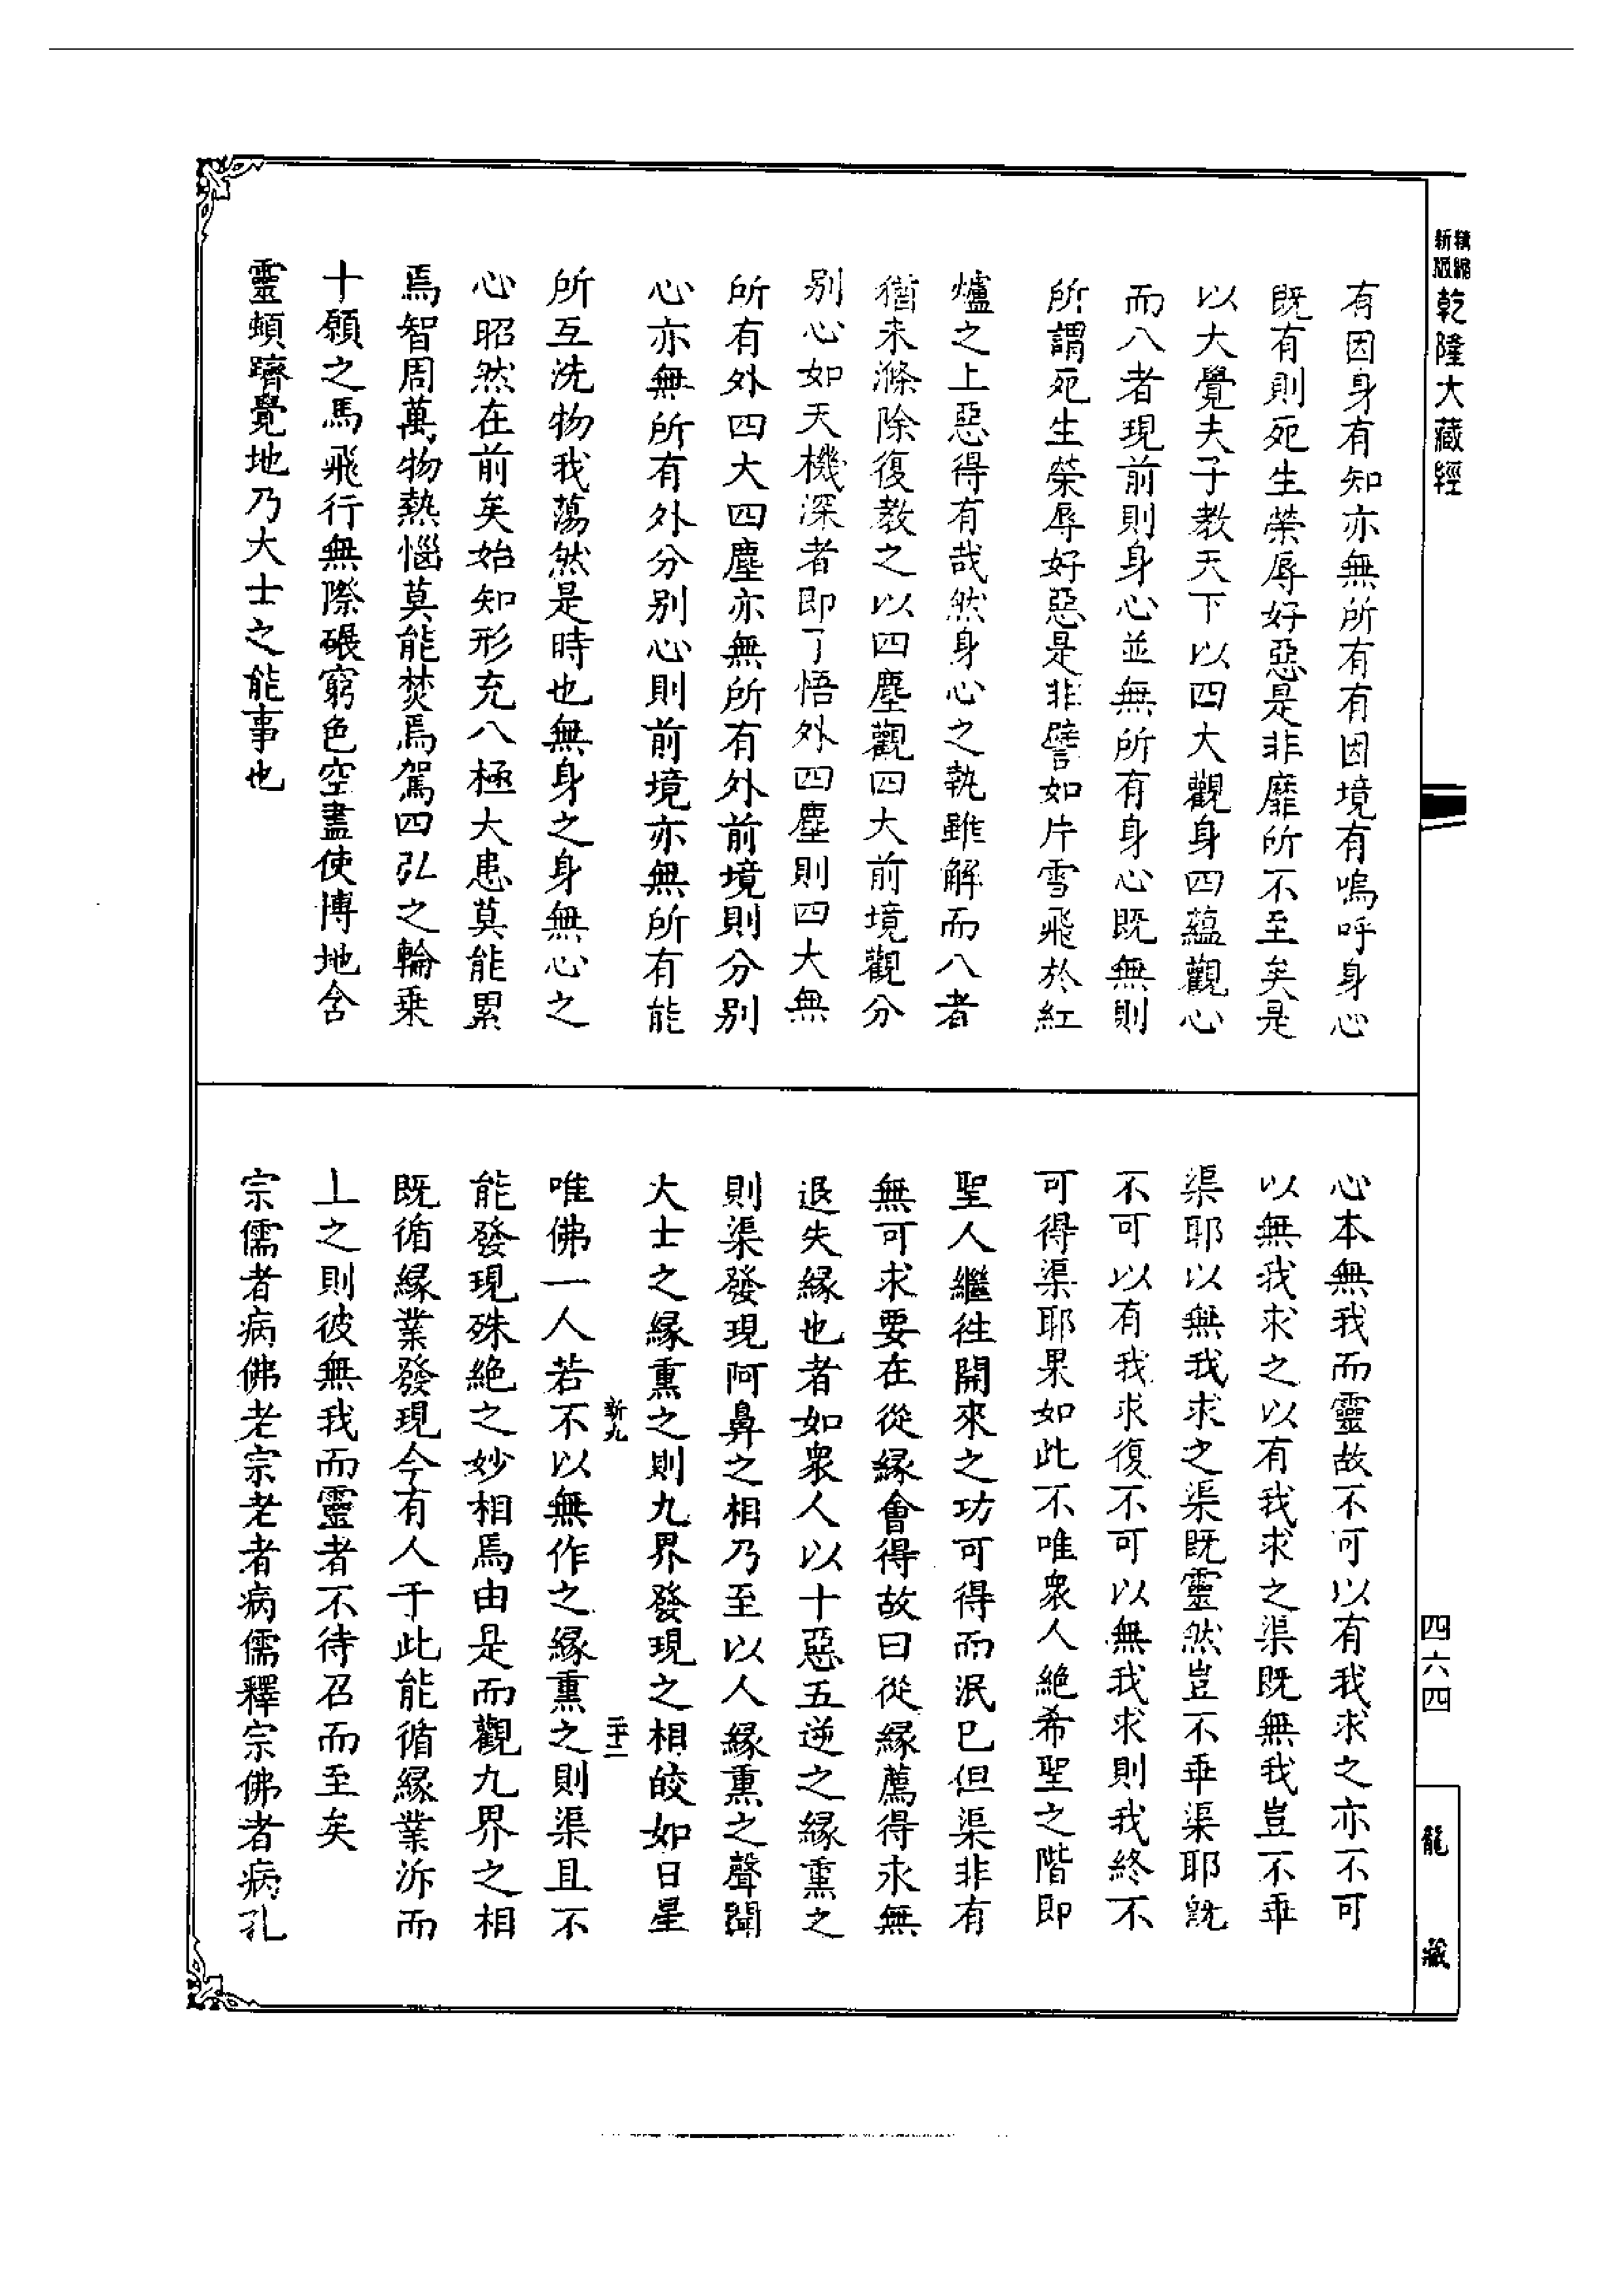 精縮新版 乾隆大藏經
有因身有知亦無所有有因境有嗚呼身心
既有則死生榮辱好惡是非靡所不至矣是
以大覺夫子教天下以四大觀身四蘊觀心
而八者現前則身心並無所有身心既無則
所謂死生榮辱好惡是非譬如片雪飛於紅
爐之上惡得有哉然身心之執雖解而八者
猶未滌除復教之以四塵觀四大前境觀分
別心如天機深者即了悟外四塵則四大無
所有外四大四塵亦無所有外前境則分別
心亦無所有外分別心則前境亦無所有能
所互洗物我蕩然是時也無身之身無心之
心昭然在前矣始知形充八極大患莫能累
焉智周萬物熱惱莫能焚焉駕四弘之輪乗
十願之馬飛行無際碾窮色空盡使博地含
靈頓躋覺地乃大士之能事也
心本無我而靈故不可以有我求之亦不可
以無我求之以有我求之渠既無我豈不乖
渠耶以無我求之渠既靈然豈不乖渠耶既
不可以有我求復不可以無我求則我終不
可得渠耶果如此不唯衆人絶希聖之階即
聖人繼往開來之功可得而泯已但渠非有
無可求要在從緣會得故曰從緣薦得永無
退失緣也者如衆人以十惡五逆之緣熏之
則渠發現阿鼻之相乃至以人緣熏之聲聞
大士之緣熏之則九界發現之相皎如日星
新九 二十二
唯佛一人若不以無作之緣熏之則渠且不
能發現殊絶之妙相焉由是而觀九界之相
既循緣業發現今有人于此能循緣業泝而
上之則彼無我而靈者不待召而至矣
宗儒者病佛老宗老者病儒釋宗佛者病孔
四六四
龍藏